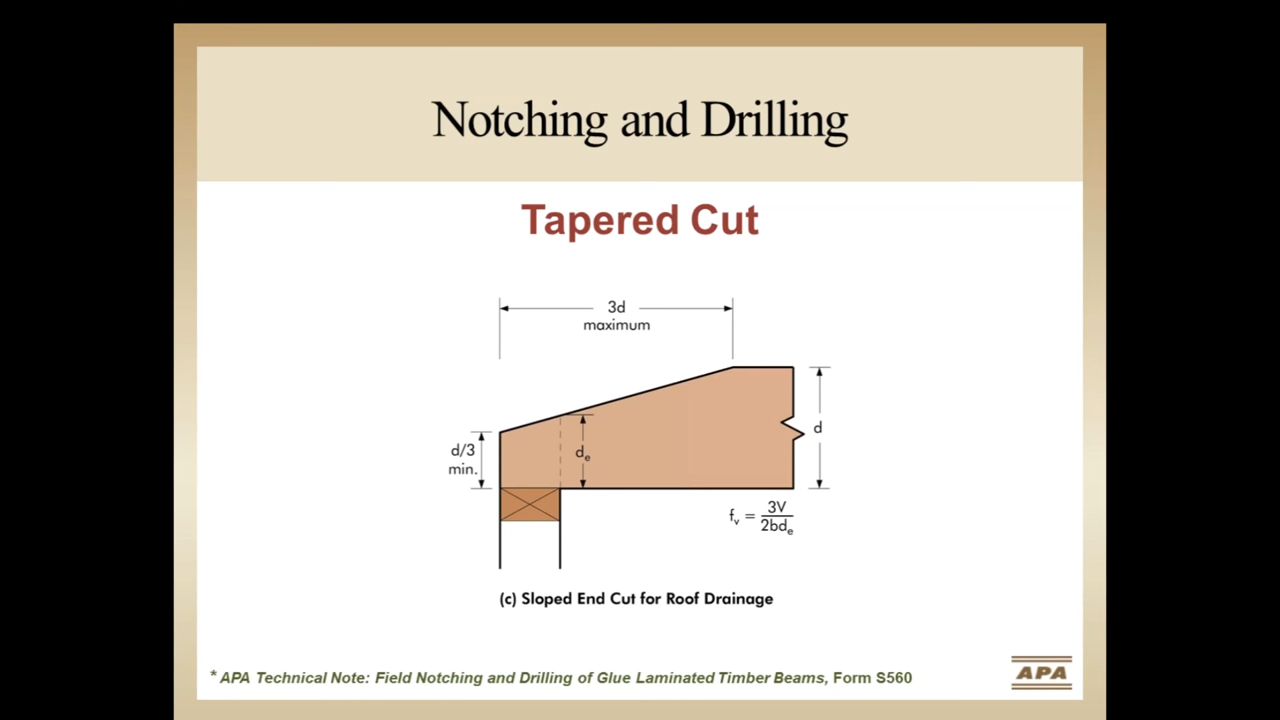 Notching and Drilling
Tapered Cut
3d
maximum
d/3
min.
de
d
fv = 3V
2bde
(c) Sloped End Cut for Roof Drainage
* APA Technical Note: Field Notching and Drilling of Glue Laminated Timber Beams, Form S560
APA